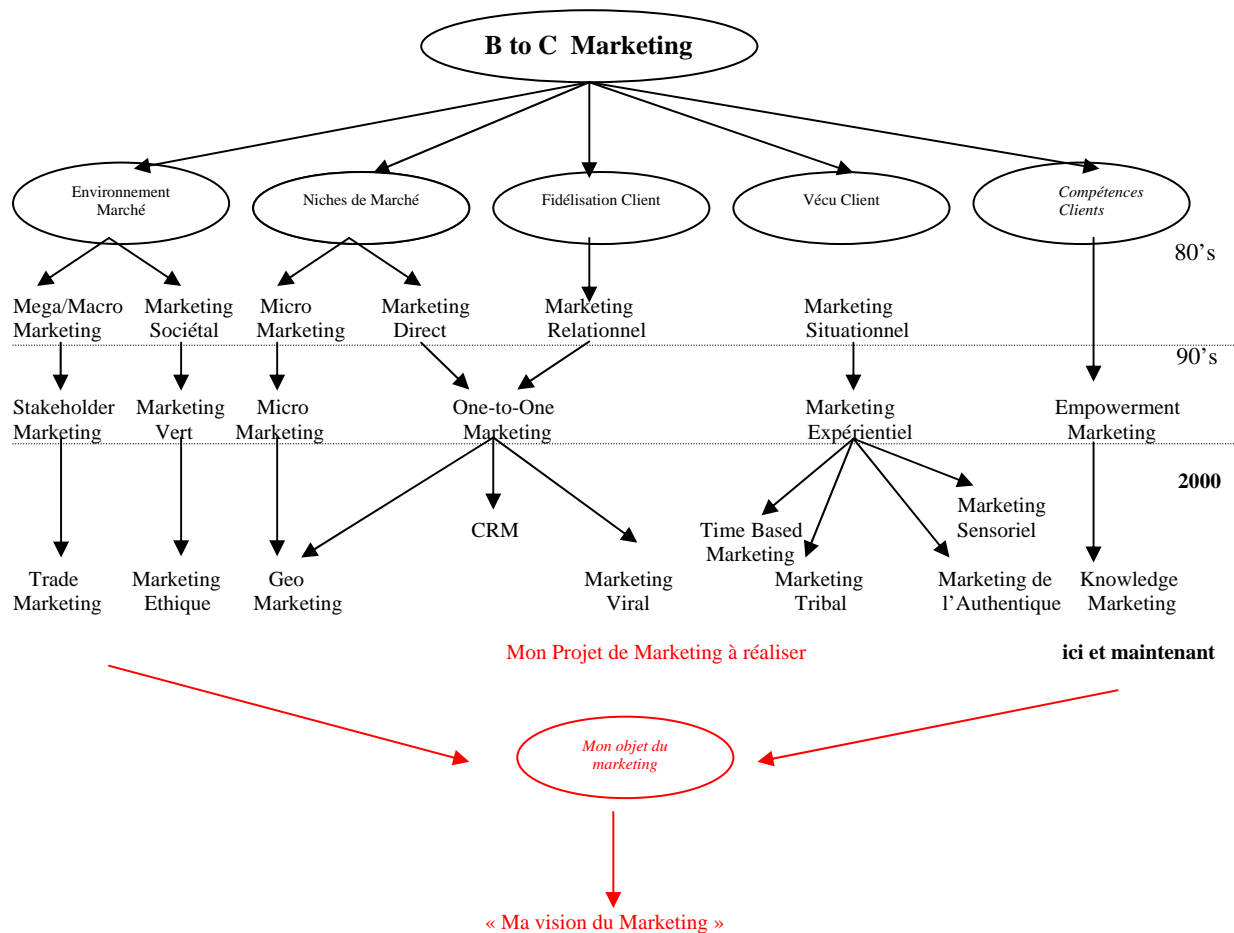 B to C  Marketing
Environnement
Marché
Niches de Marché
Fidélisation Client
Vécu Client
Compétences
Clients
80's
Mega/Macro
Marketing
Marketing
Sociétal
Micro
Marketing
Marketing
Direct
Marketing
Relationnel
Marketing
Situationnel
90's
Stakeholder
Marketing
Marketing
Vert
Micro
Marketing
One-to-One
Marketing
Marketing
Expérientiel
Empowerment
Marketing
2000
CRM
Time Based
Marketing
Marketing
Sensoriel
Trade
Marketing
Marketing
Ethique
Geo
Marketing
Marketing
Viral
Marketing
Tribal
Marketing de
l'Authentique
Knowledge
Marketing
Mon Projet de Marketing à réaliser
ici et maintenant
Mon objet du
marketing
« Ma vision du Marketing »